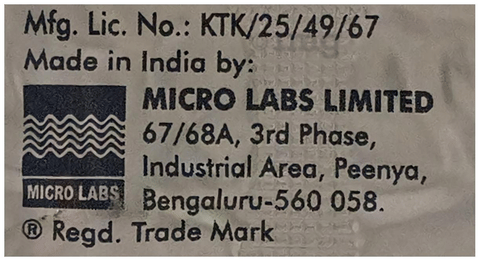 Mfg. Lic. No.: KTK/25/49/67
Made in India by:
MICRO LABS LIMITED
67/68A, 3rd Phase,
Industrial Area, Peenya,
MICRO LABS Bengaluru-560 058.
® Regd. Trade Mark